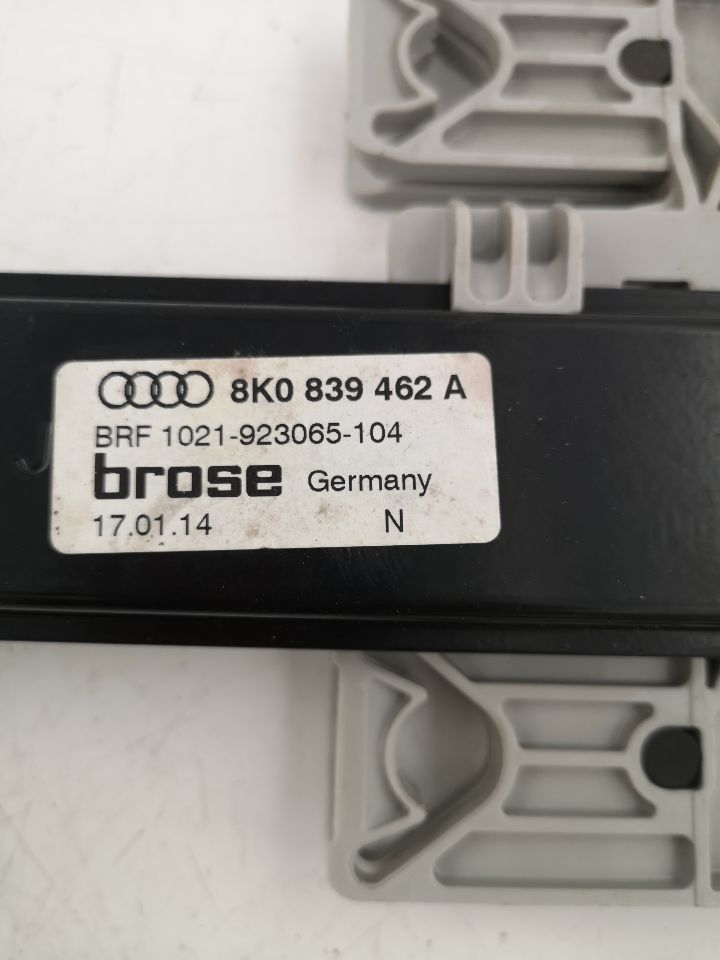 8K0 839 462 A
BRF 1021-923065-104
brose Germany
17.01.14 N